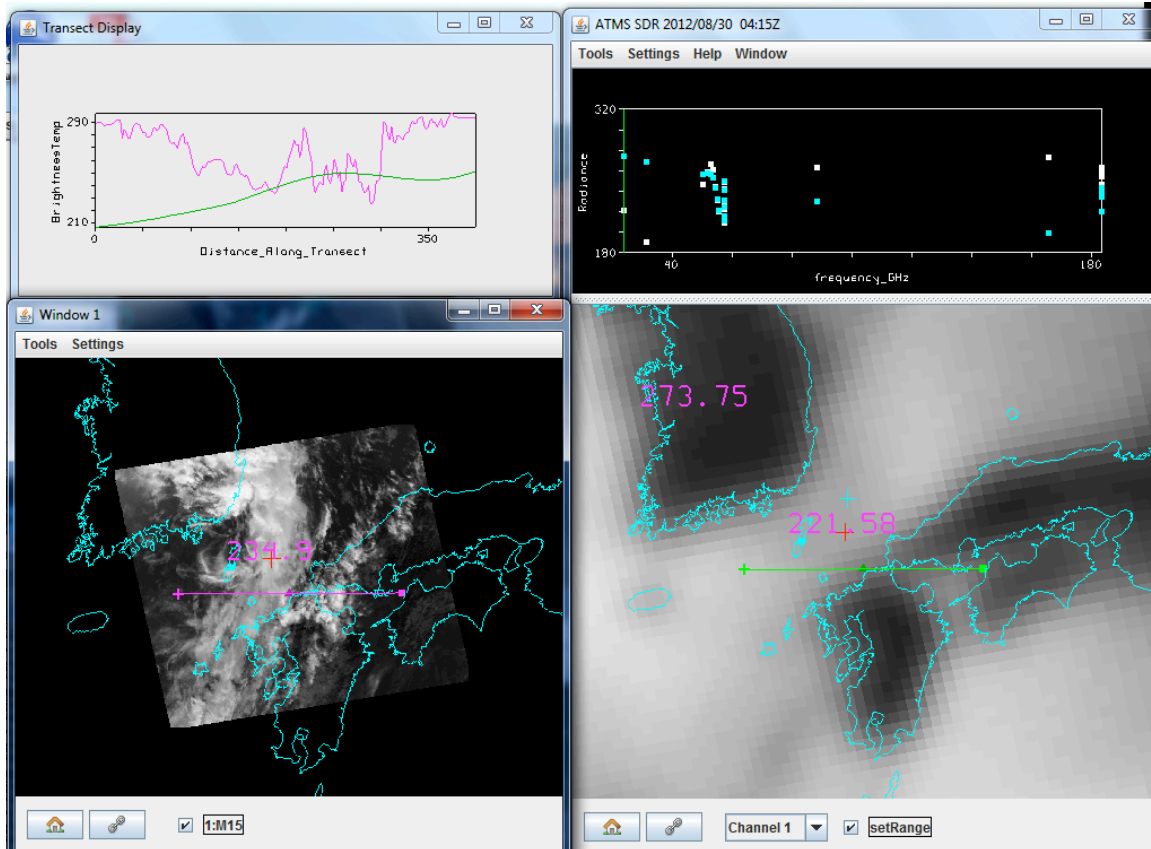 Transect Display
290
BrightnessTemp
210
0
350
Distance_Along_Transect
ATMS SDR 2012/08/30 04:15Z
Tools Settings Help Window
320
Radiance
180
40
180
frequency_GHz
Window 1
Tools Settings
234.9
1:M15
273.75
221.58
Channel 1
setRange